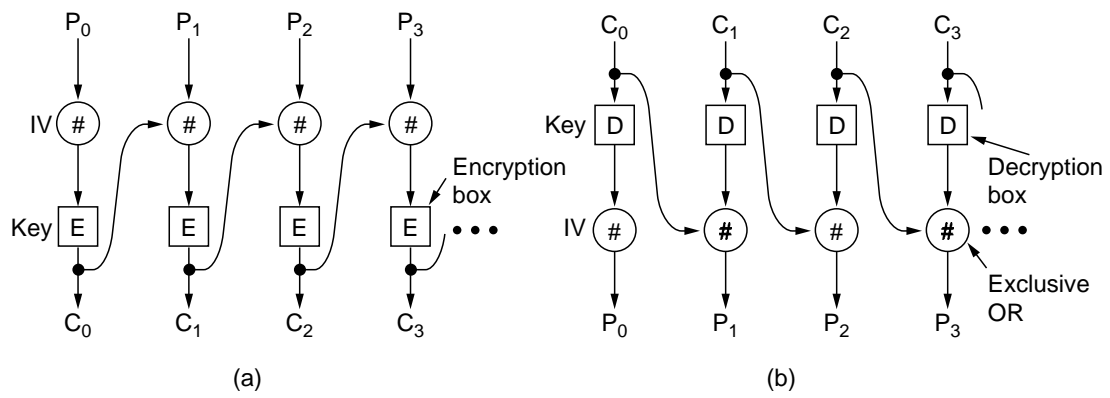 P0 P1 P2 P3
IV # # # #
Encryption
box
Key E E E E
C0 C1 C2 C3
(a)
C0 C1 C2 C3
Key D D D D
Decryption
box
IV # # # #
Exclusive
OR
P0 P1 P2 P3
(b)